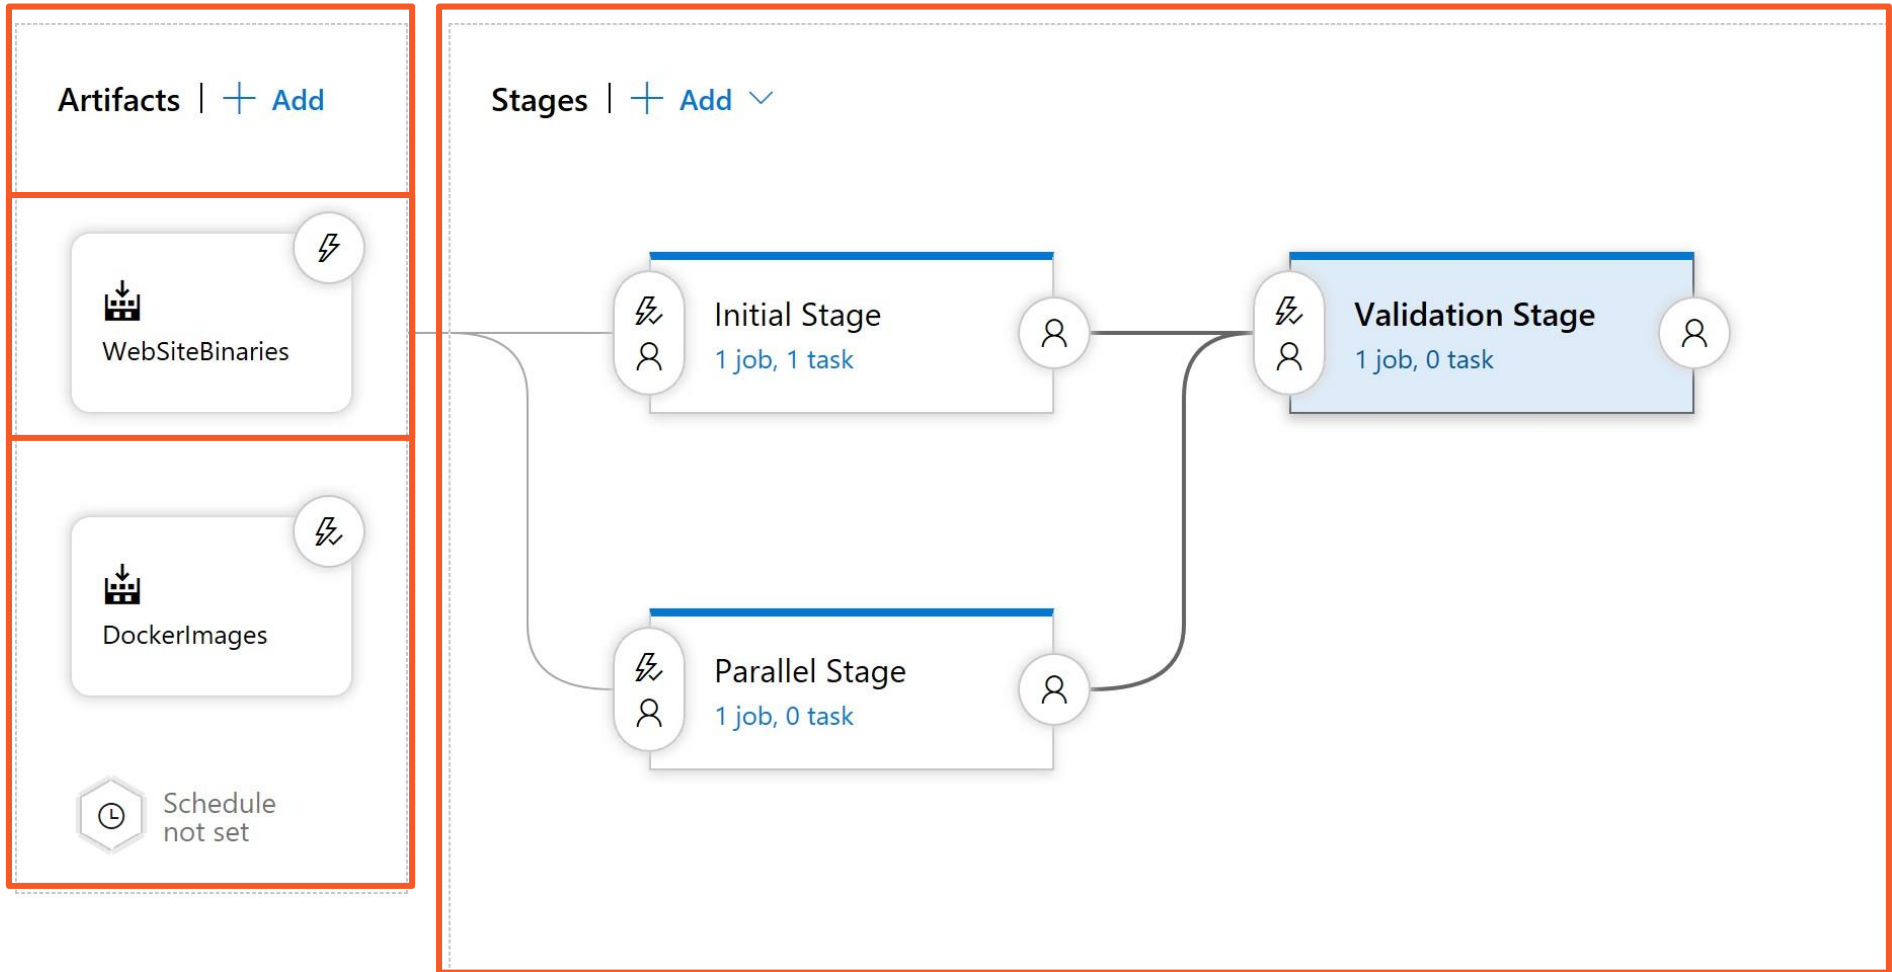 Artifacts | + Add
WebSiteBinaries
DockerImages
Schedule
not set
Stages | + Add
Initial Stage
1 job, 1 task
Validation Stage
1 job, 0 task
Parallel Stage
1 job, 0 task